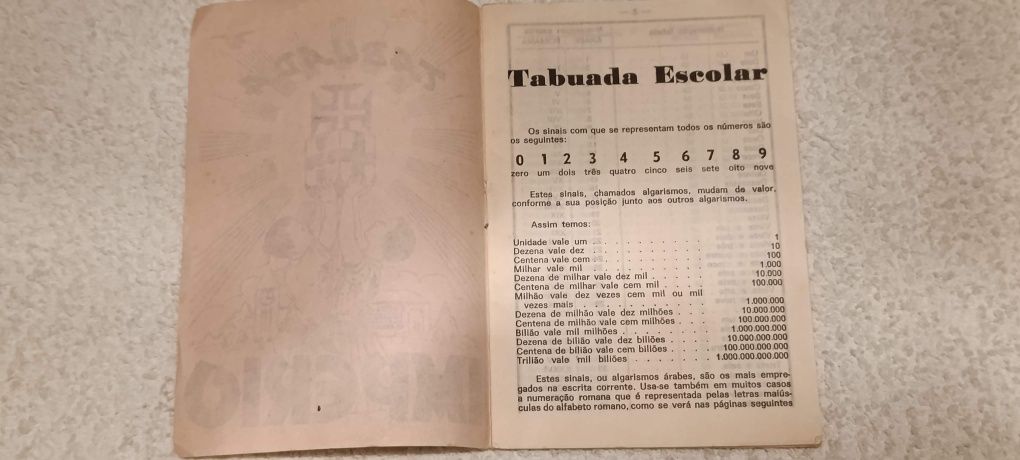 Tabuada Escolar
Os sinais com que se representam todos os números são
os seguintes:
0 1 2 3 4 5 6 7 8 9
zero um dois três quatro cinco seis sete oito nove
Estes sinais, chamados algarismos, mudam de valor,
conforme a sua posição junto aos outros algarismos.
Assim temos:
Unidade vale um . . . . . . . . 1
Dezena vale dez . . . . . . . . 10
Centena vale cem . . . . . . . . 100
Milhar vale mil . . . . . . . . 1.000
Dezena de milhar vale dez mil . . . . 10.000
Centena de milhar vale cem mil . . . . 100.000
Milhão vale dez vezes cem mil ou mil
vezes mais . . . . . . . . . 1.000.000
Dezena de milhão vale dez milhões . . . 10.000.000
Centena de milhão vale cem milhões . . . 100.000.000
Bilião vale mil milhões . . . . . . 1.000.000.000
Dezena de bilião vale dez biliões . . . . 10.000.000.000
Centena de bilião vale cem biliões . . . . 100.000.000.000
Trilião vale mil biliões . . . . . . 1.000.000.000.000
Estes sinais, ou algarismos árabes, são os mais empre-
gados na escrita corrente. Usa-se também em muitos casos
a numeração romana que é representada pelas letras maiús-
culas do alfabeto romano, como se verá nas páginas seguintes